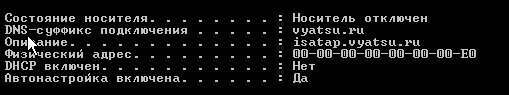 Состояние носителя. . . . . . . . : Носитель отключен
DNS-суффикс подключения . . . . . : vyatsu.ru
Описание. . . . . . . . . . . . . : isatap.vyatsu.ru
Физический адрес. . . . . . . . . : 00-00-00-00-00-00-00-E0
DHCP включен. . . . . . . . . . . : Нет
Автонастройка включена. . . . . . : Да